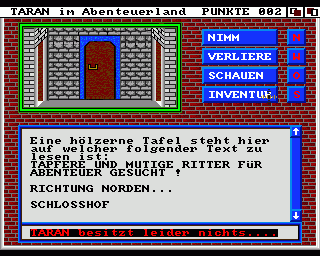 TARAN im Abenteuerland PUNKTE 002
NIMM N
VERLIERE W
SCHAUEN O
INVENTUR
Eine hölzerne Tafel steht hier
auf welcher folgender Text zu
lesen ist:
TAPFERE UND MUTIGE RITTER FüR
ABENTEUER GESUCHT !
RICHTUNG NORDEN...
SCHLOSSHOF
TARAN besitzt leider nichts....